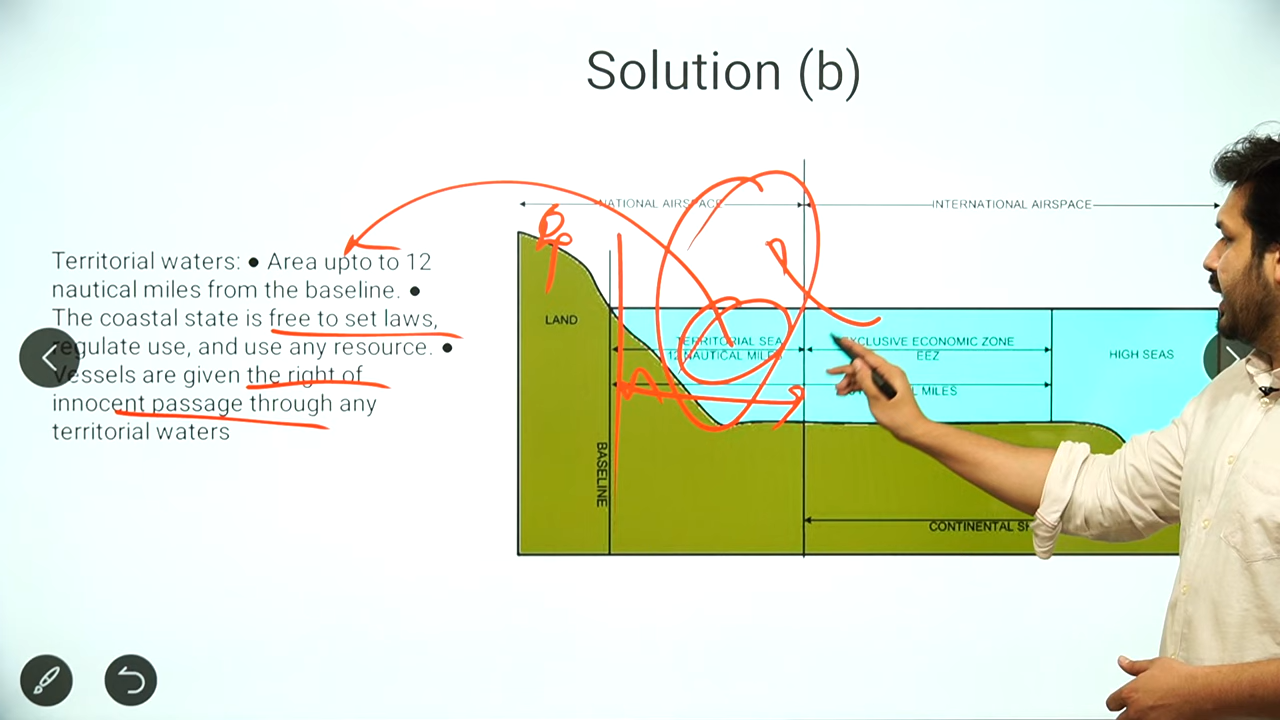 Solution (b)
NATIONAL AIRSPACE
INTERNATIONAL AIRSPACE
Territorial waters: ● Area upto to 12
nautical miles from the baseline. ●
The coastal state is free to set laws,
regulate use, and use any resource. ●
Vessels are given the right of
innocent passage through any
territorial waters
LAND
TERRITORIAL SEA
12 NAUTICAL MILES
EXCLUSIVE ECONOMIC ZONE
EEZ
HIGH SEAS
MILES
BASELINE
CONTINENTAL